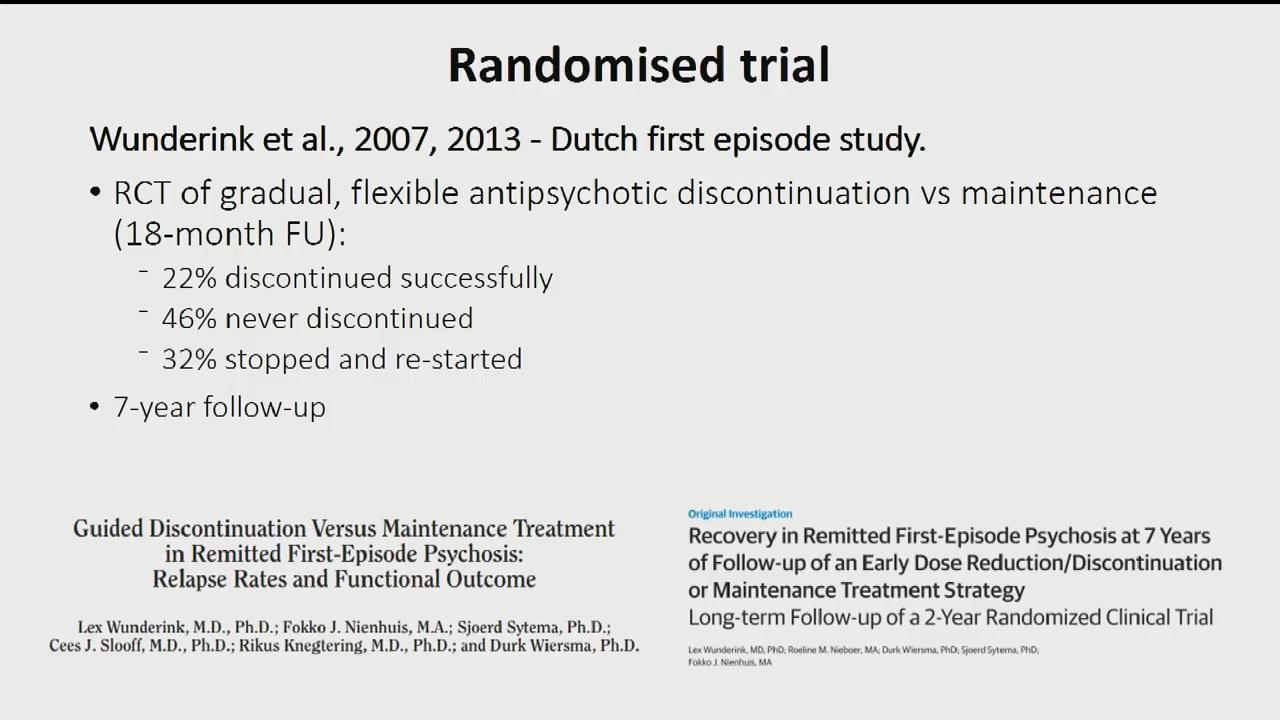 Randomised trial
Wunderink et al., 2007, 2013 - Dutch first episode study.
• RCT of gradual, flexible antipsychotic discontinuation vs maintenance
(18-month FU):
- 22% discontinued successfully
- 46% never discontinued
- 32% stopped and re-started
• 7-year follow-up
Guided Discontinuation Versus Maintenance Treatment
in Remitted First-Episode Psychosis:
Relapse Rates and Functional Outcome
Lex Wunderink, M.D., Ph.D.; Fokko J. Nienhuis, M.A.; Sjoerd Sytema, Ph.D.;
Cees J. Slooff, M.D., Ph.D.; Rikus Knegtering, M.D., Ph.D.; and Durk Wiersma, Ph.D.
Original Investigation
Recovery in Remitted First-Episode Psychosis at 7 Years
of Follow-up of an Early Dose Reduction/Discontinuation
or Maintenance Treatment Strategy
Long-term Follow-up of a 2-Year Randomized Clinical Trial
Lex Wunderink, MD, PhD; Roeline M. Nieboer, MA; Durk Wiersma, PhD; Sjoerd Sytema, PhD;
Fokko J. Nienhuis, MA